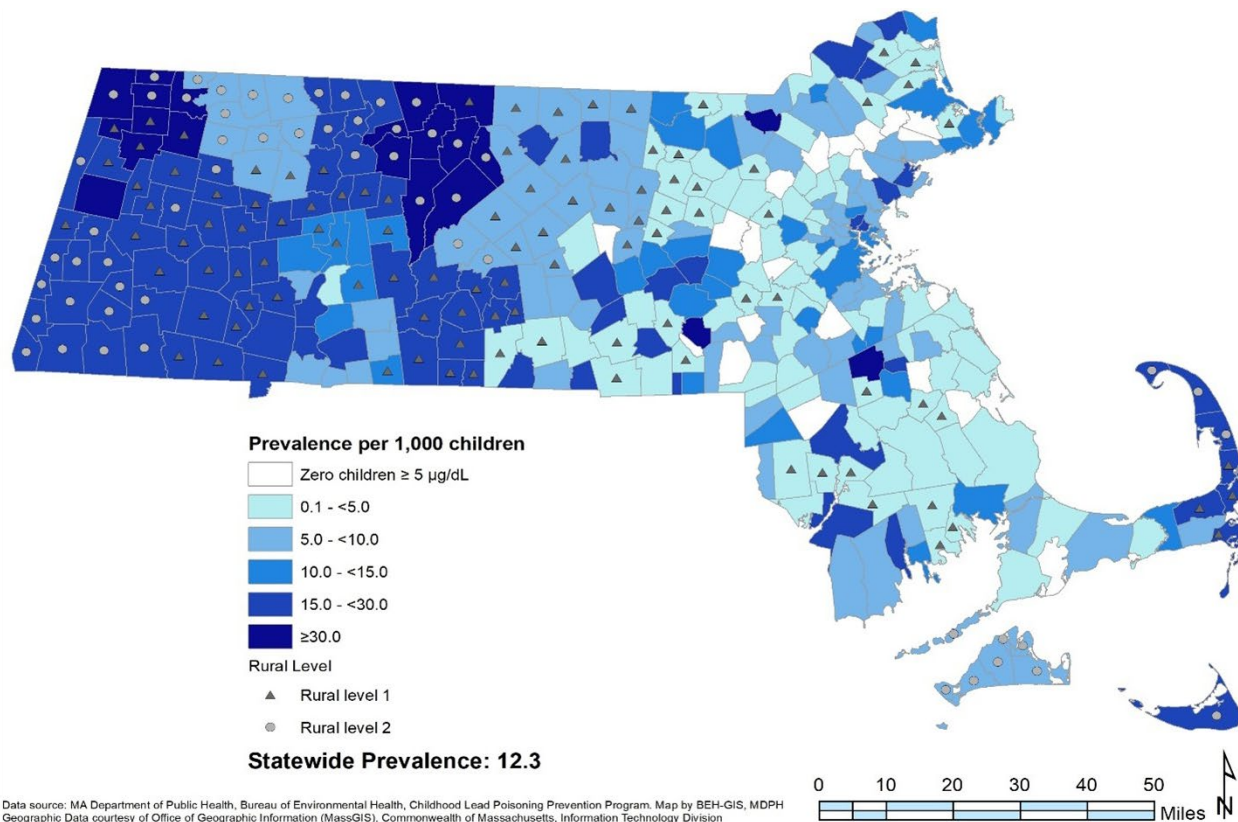 Prevalence per 1,000 children
Zero children ≥ 5 µg/dL
0.1 - <5.0
5.0 - <10.0
10.0 - <15.0
15.0 - <30.0
≥30.0
Rural Level
Rural level 1
Rural level 2
Statewide Prevalence: 12.3
0 10 20 30 40 50
Miles
N
Data source: MA Department of Public Health, Bureau of Environmental Health, Childhood Lead Poisoning Prevention Program. Map by BEH-GIS, MDPH
Geographic Data courtesy of Office of Geographic Information (MassGIS), Commonwealth of Massachusetts, Information Technology Division